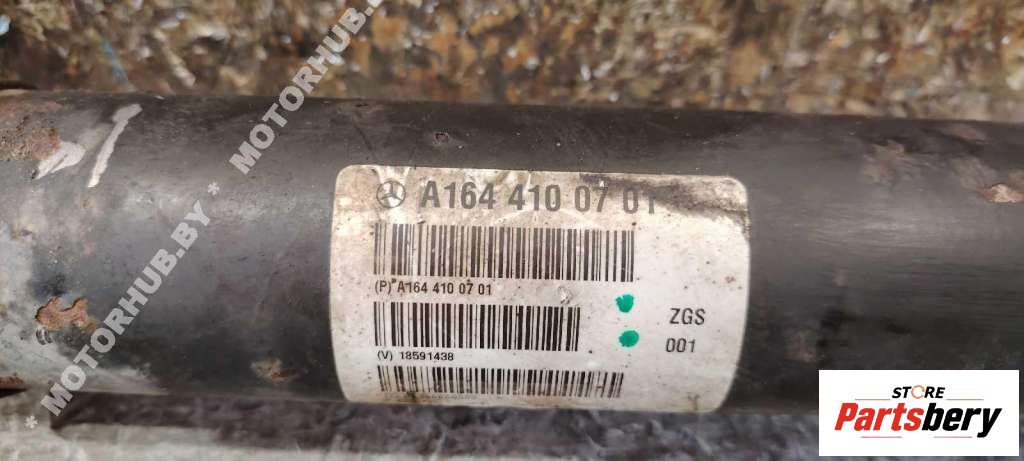 * MOTORHUB.BY * MOTORHUB.BY
A164 410 07 01
(P) A164 410 07 01
ZGS
(V) 18591438
001
STORE
Partsbery